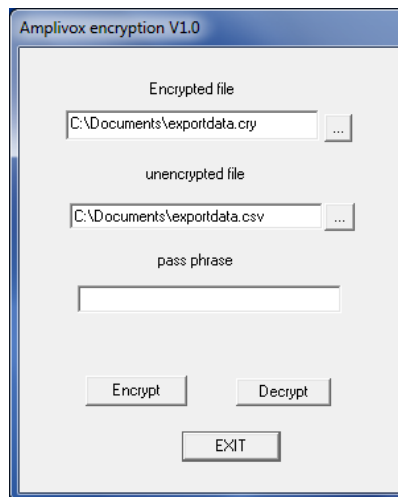 Amplivox encryption V1.0
Encrypted file
C:\Documents\exportdata.cry
...
unencrypted file
C:\Documents\exportdata.csv
...
pass phrase
Encrypt
Decrypt
EXIT